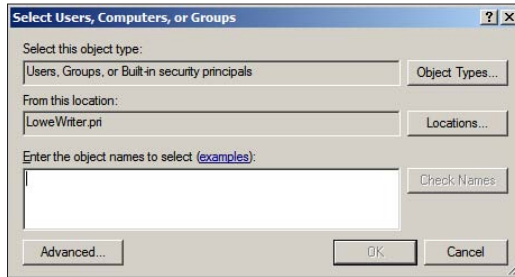 Select Users, Computers, or Groups
Select this object type:
Users, Groups, or Built-in security principals
Object Types...
From this location:
LoweWriter.pri
Locations...
Enter the object names to select (examples):
Check Names
Advanced...
OK
Cancel